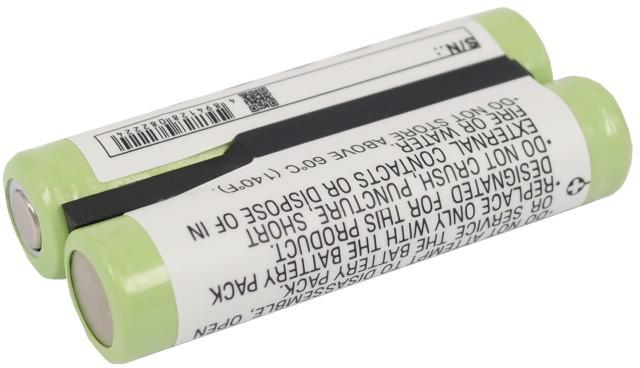 S/N.:
4894128082224
·DO NOT ATTEMPT TO DISASSEMBLE, OPEN
OR SERVICE THE BATTERY PACK.
·REPLACE ONLY WITH THE BATTERY PACK
DESIGNATED FOR THIS PRODUCT.
·DO NOT CRUSH, PUNCTURE, SHORT
EXTERNAL CONTACTS OR DISPOSE OF IN
FIRE OR WATER.
·DO NOT STORE ABOVE 60°C (140°F).